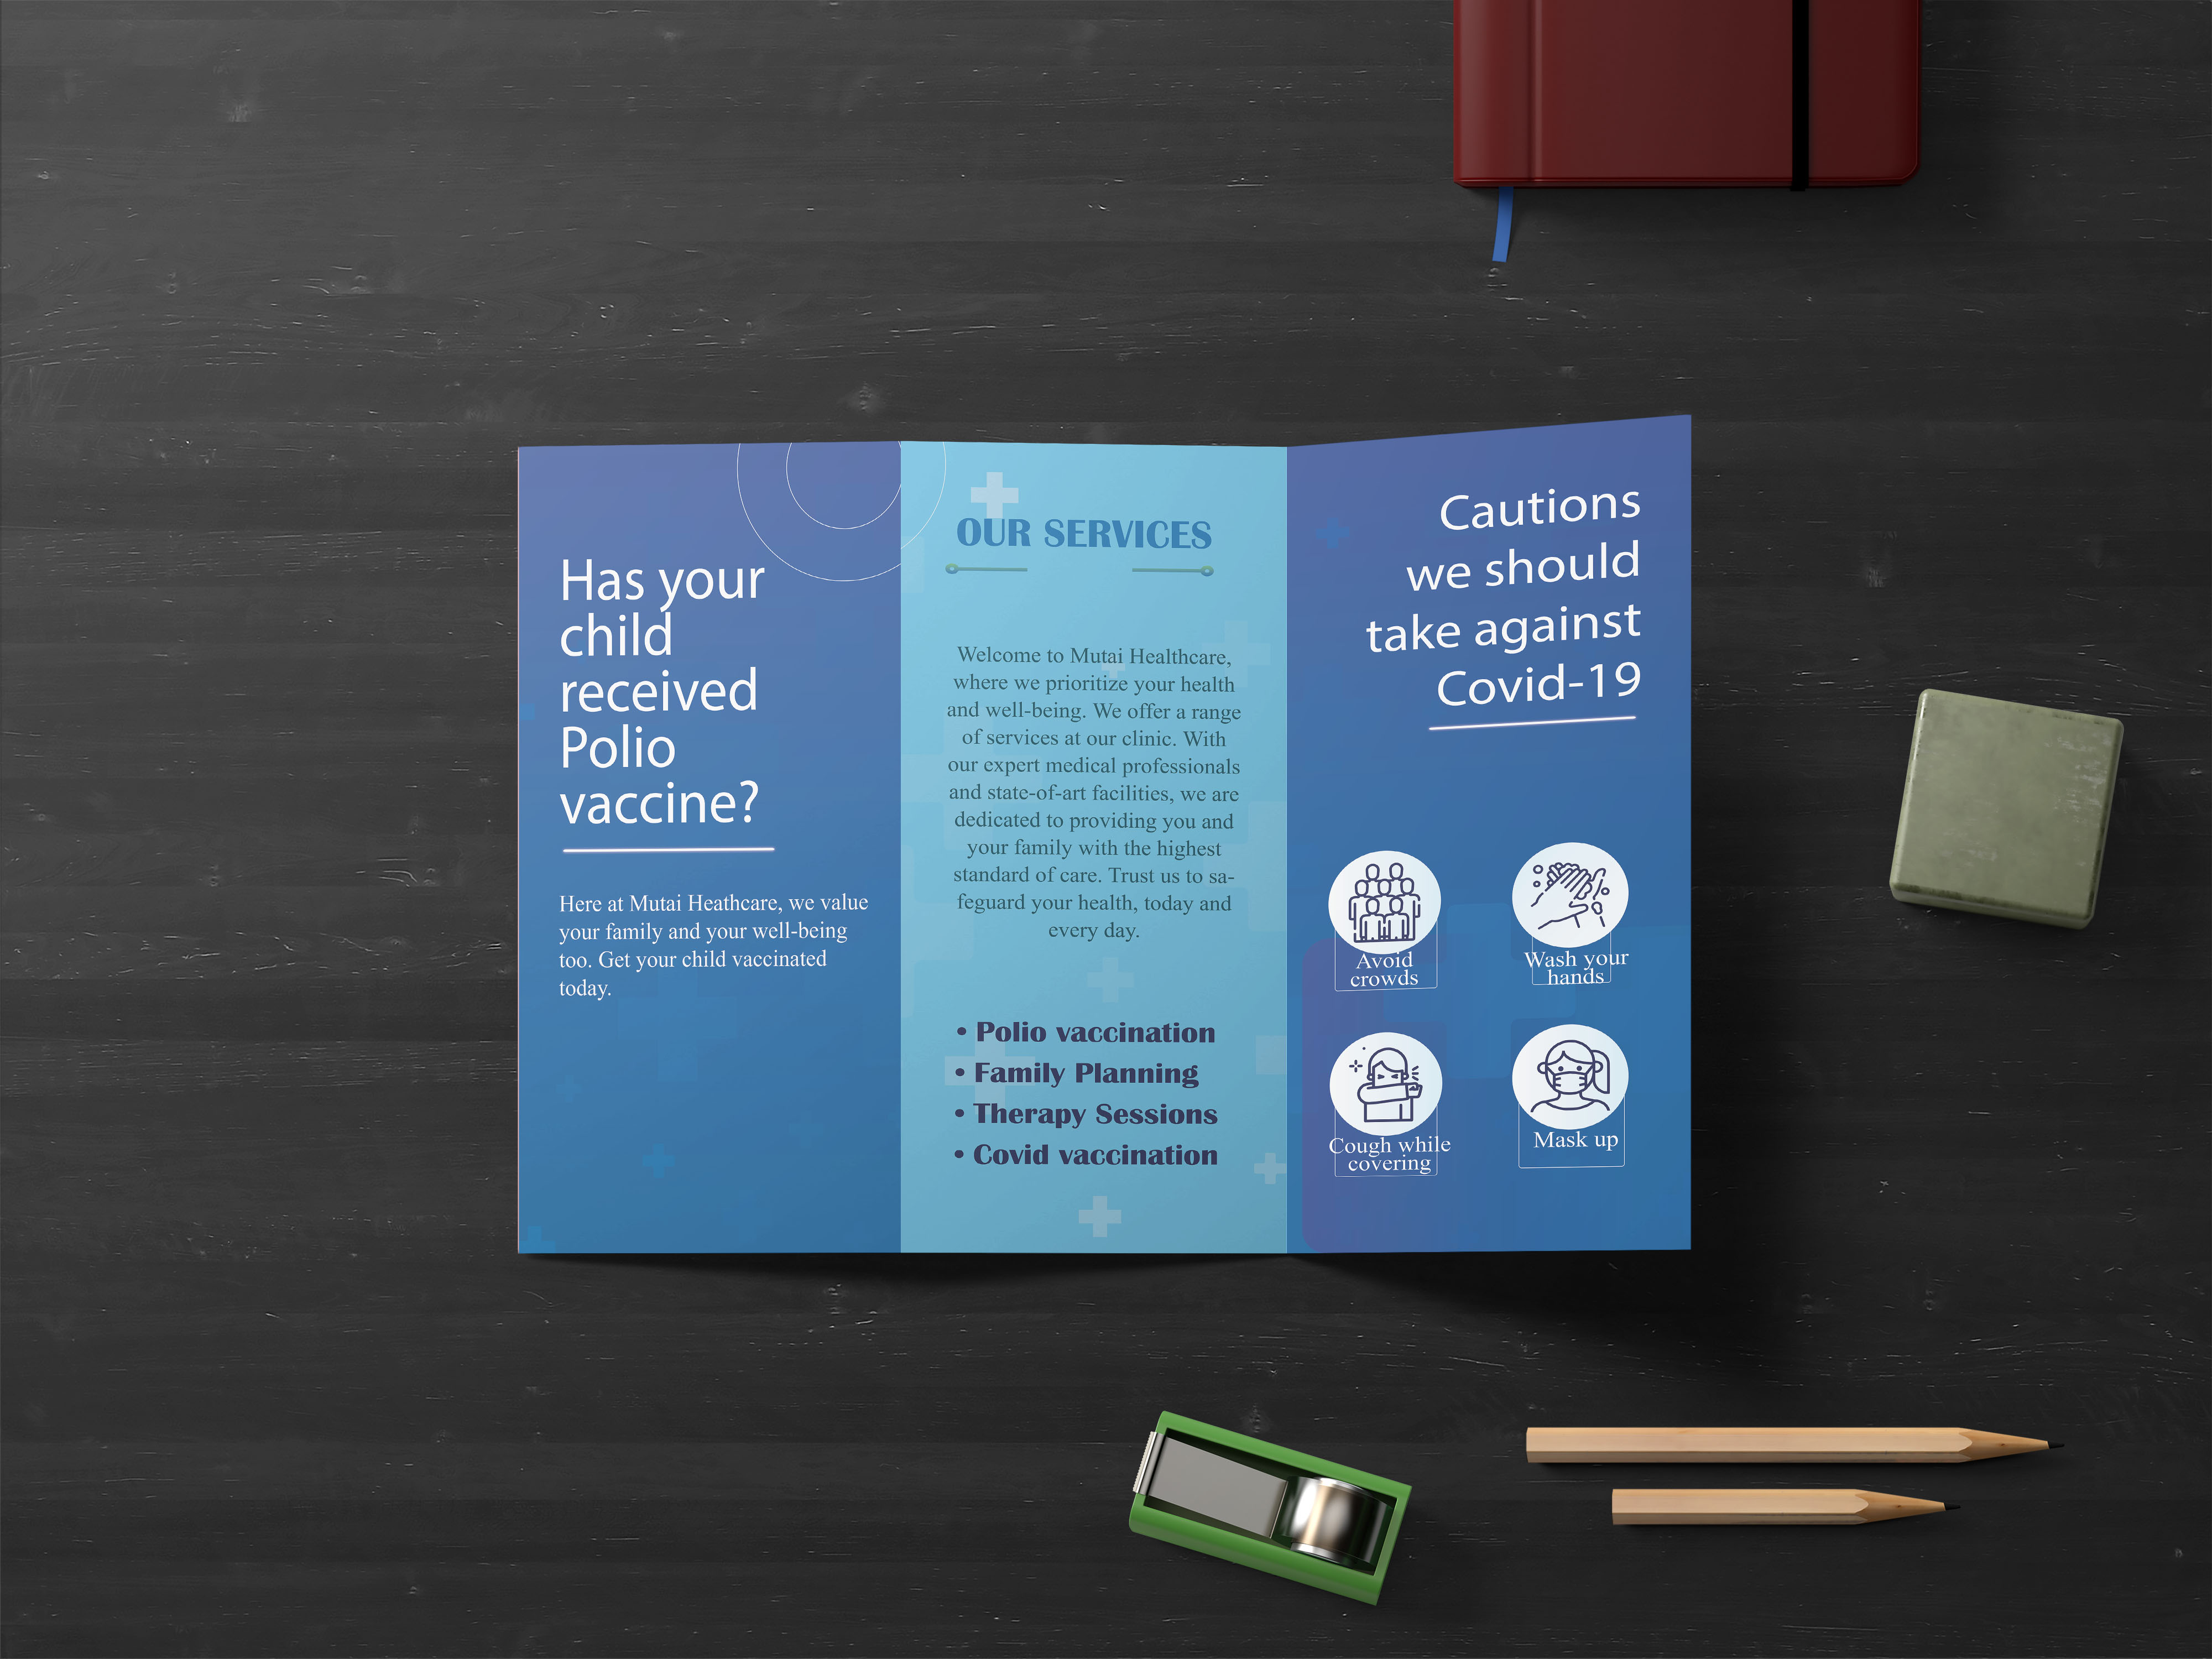 Has your
child
received
Polio
vaccine?
Here at Mutai Heathcare, we value
your family and your well-being
too. Get your child vaccinated
today.
OUR SERVICES
Welcome to Mutai Healthcare,
where we prioritize your health
and well-being. We offer a range
of services at our clinic. With
our expert medical professionals
and state-of-art facilities, we are
dedicated to providing you and
your family with the highest
standard of care. Trust us to sa-
feguard your health, today and
every day.
• Polio vaccination
• Family Planning
• Therapy Sessions
• Covid vaccination
Cautions
we should
take against
Covid-19
Avoid
crowds
Wash your
hands
Cough while
covering
Mask up